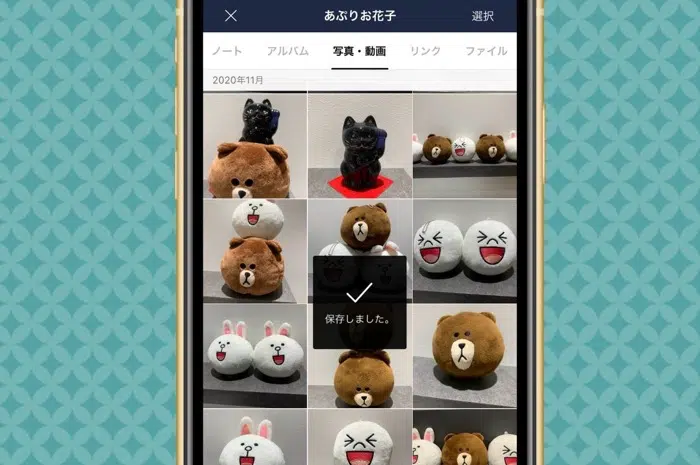 あぷりお花子 選択
ノート アルバム 写真・動画 リンク ファイル
2020年11月
保存しました。